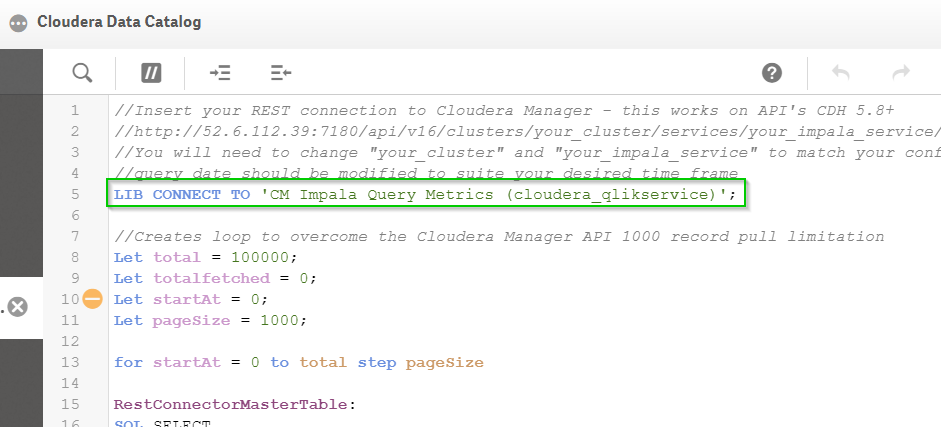 Cloudera Data Catalog
1 //Insert your REST connection to Cloudera Manager - this works on API's CDH 5.8+
2 //http://52.6.112.39:7180/api/v16/clusters/your_cluster/services/your_impala_service/
3 //You will need to change "your_cluster" and "your_impala_service" to match your conf
4 //query date should be modified to suite your desired time frame
5 LIB CONNECT TO 'CM Impala Query Metrics (cloudera_qlikservice)';
6
7 //Creates loop to overcome the Cloudera Manager API 1000 record pull limitation
8 Let total = 100000;
9 Let totalfetched = 0;
10 Let startAt = 0;
11 Let pageSize = 1000;
12
13 for startAt = 0 to total step pageSize
14
15 RestConnectorMasterTable:
16 SQL SELECT